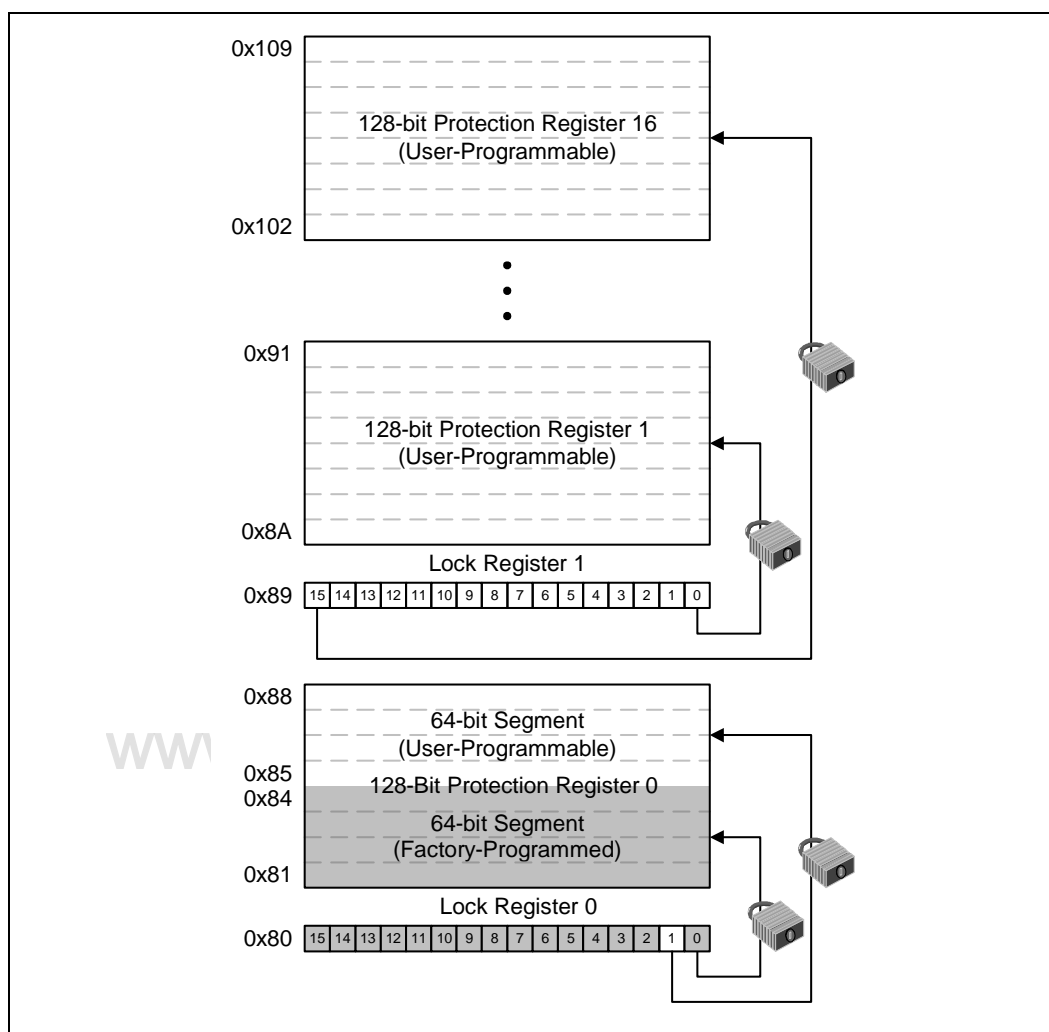 0x109
128-bit Protection Register 16
(User-Programmable)
0x102
0x91
128-bit Protection Register 1
(User-Programmable)
0x8A
Lock Register 1
0x89
15 14 13 12 11 10 9 8 7 6 5 4 3 2 1 0
0x88
64-bit Segment
(User-Programmable)
0x85
128-Bit Protection Register 0
0x84
64-bit Segment
(Factory-Programmed)
0x81
Lock Register 0
0x80
15 14 13 12 11 10 9 8 7 6 5 4 3 2 1 0